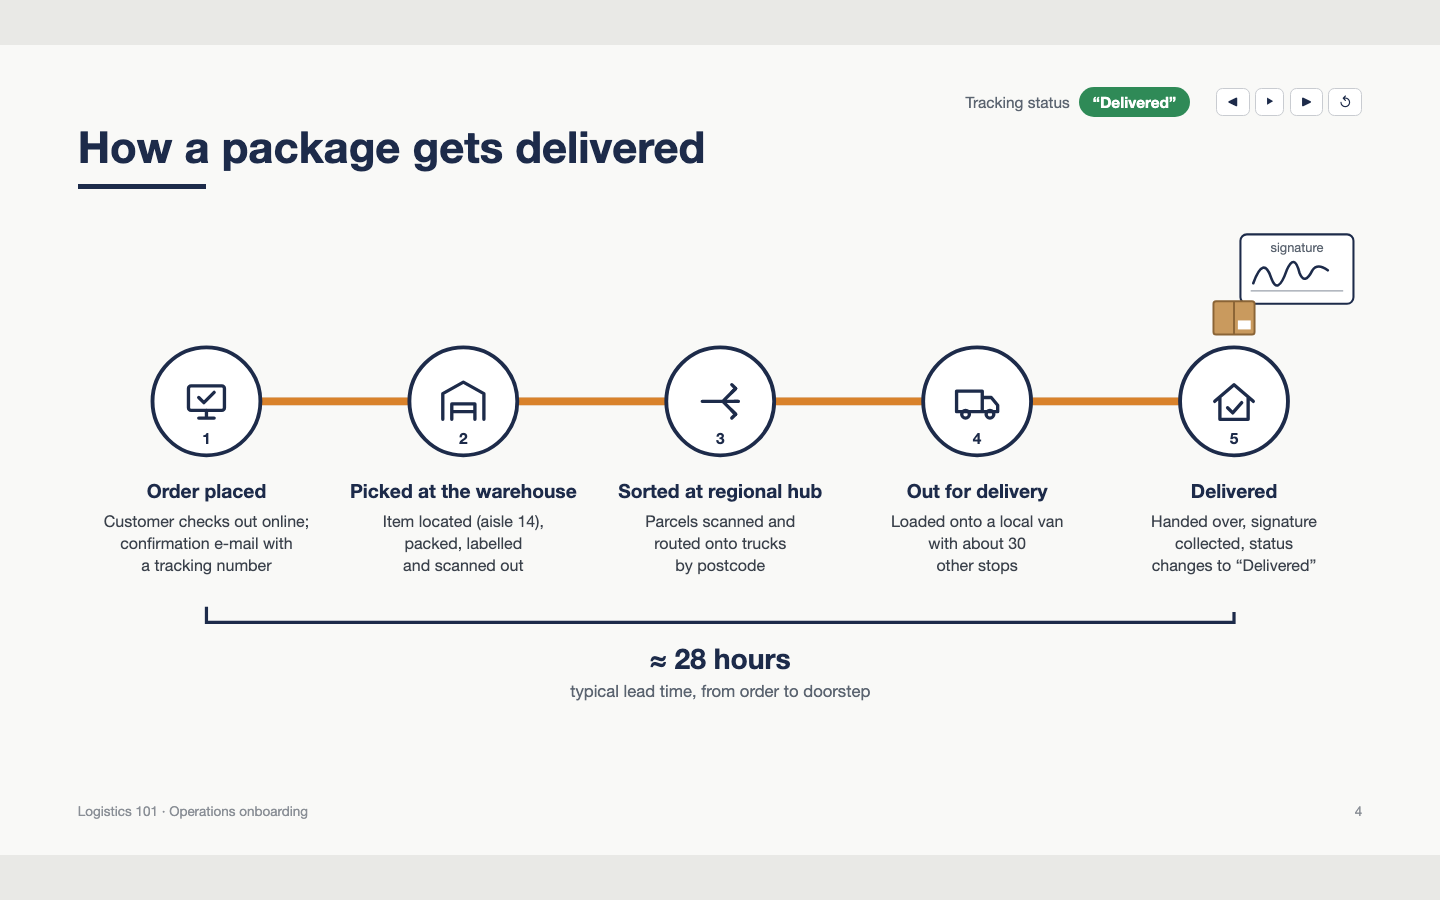 Tracking status “Delivered”
How a package gets delivered
signature
1
2
3
4
5
Order placed
Customer checks out online;
confirmation e-mail with
a tracking number
Picked at the warehouse
Item located (aisle 14),
packed, labelled
and scanned out
Sorted at regional hub
Parcels scanned and
routed onto trucks
by postcode
Out for delivery
Loaded onto a local van
with about 30
other stops
Delivered
Handed over, signature
collected, status
changes to “Delivered”
≈ 28 hours
typical lead time, from order to doorstep
Logistics 101 · Operations onboarding
4